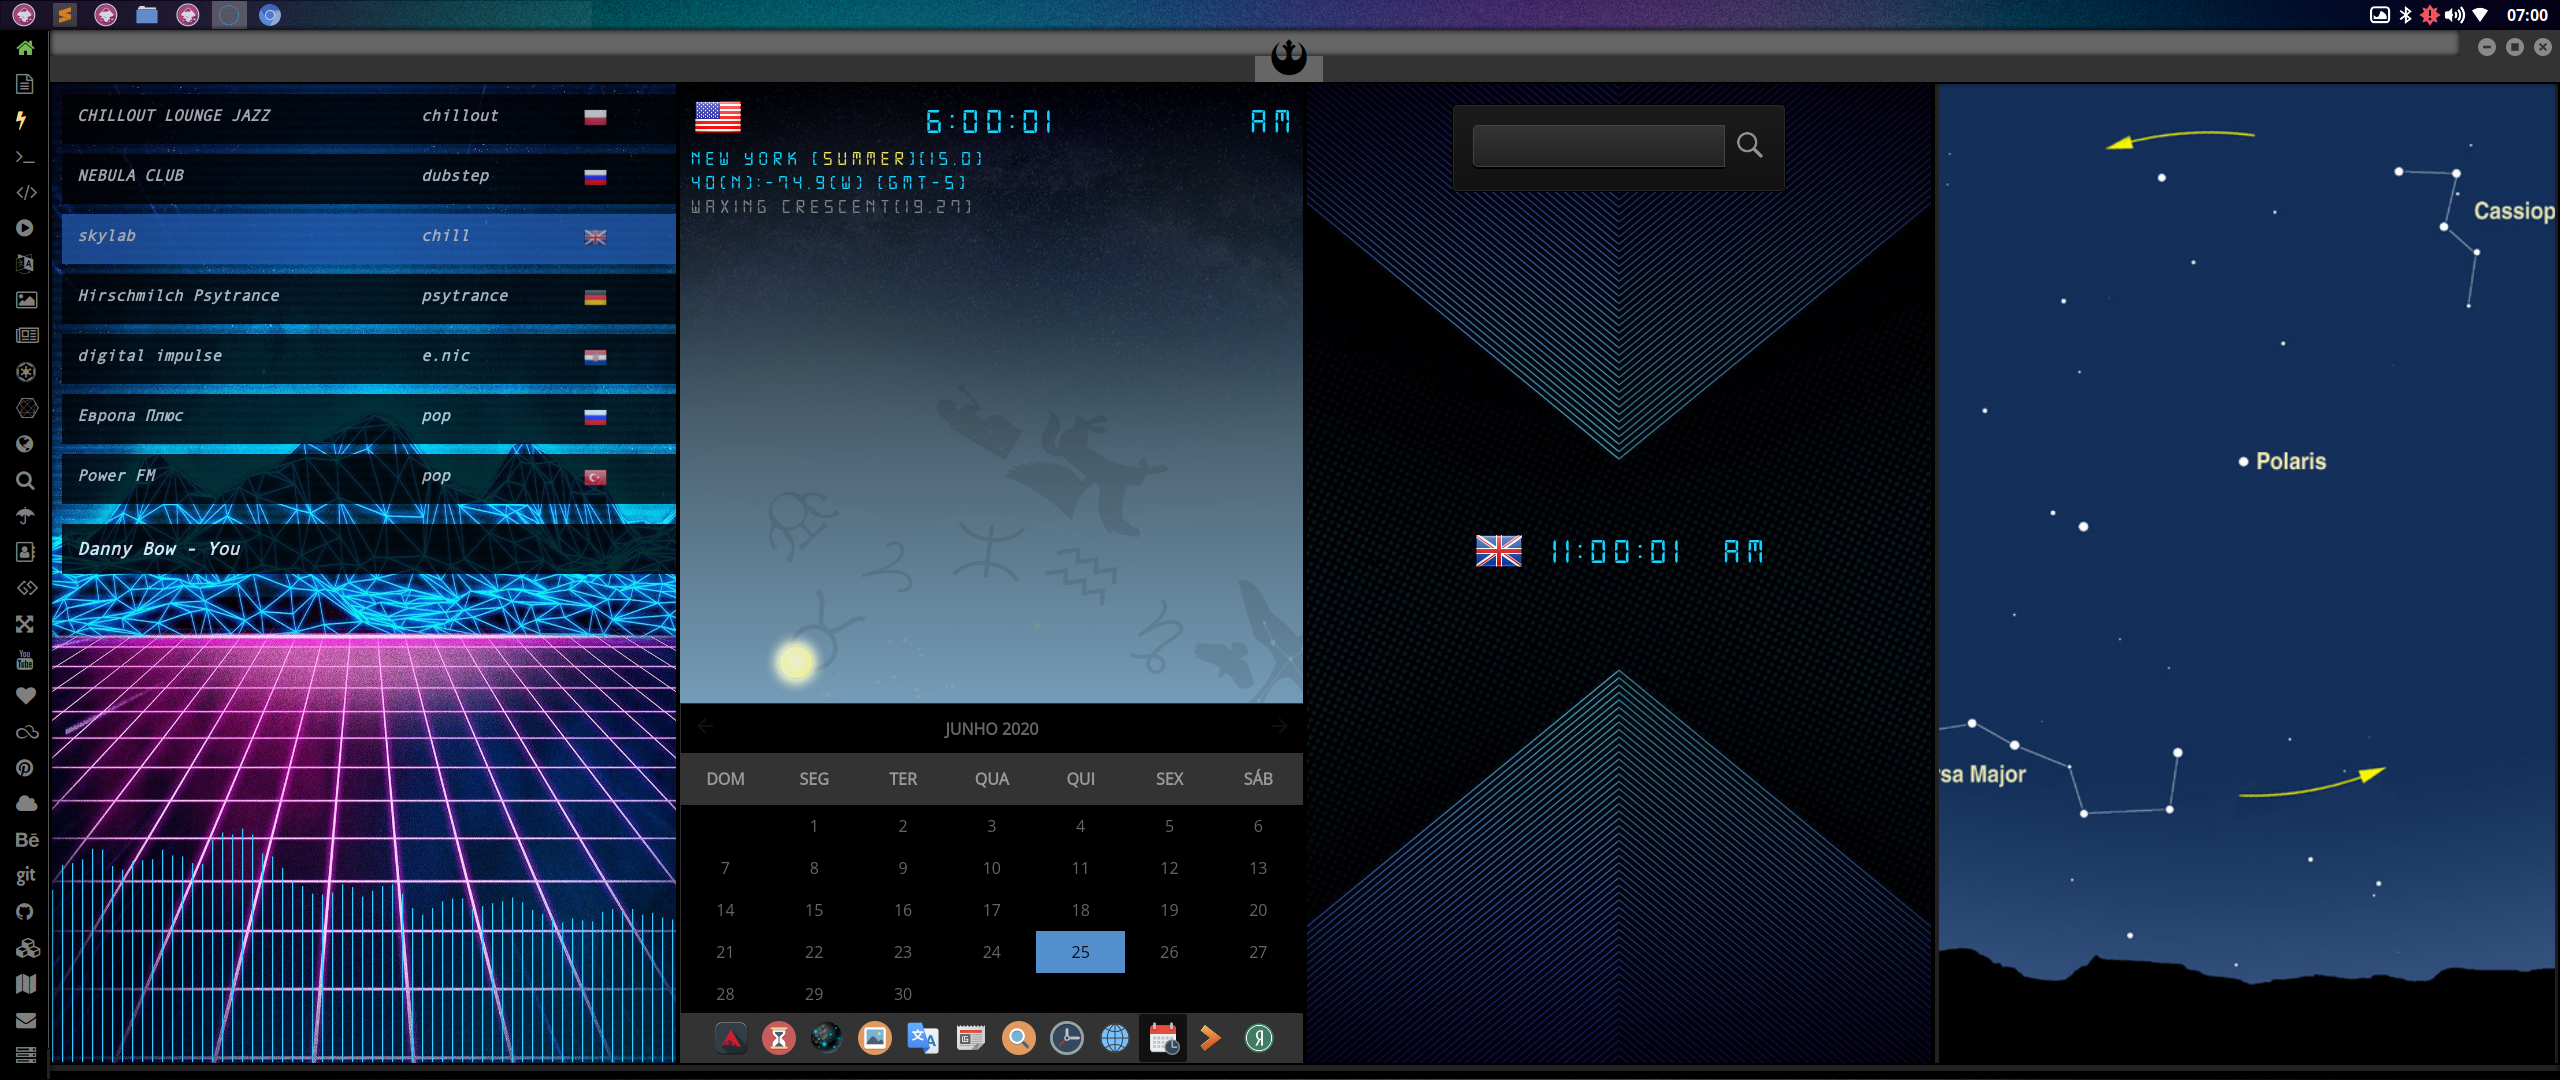 07:00
CHILLOUT LOUNGE JAZZ chillout
NEBULA CLUB dubstep
skylab chill
Hirschmilch Psytrance psytrance
digital impulse e.nic
Европа Плюс pop
Power FM pop
Danny Bow - You
You
Tube
Bē
git
6:00:01 AM
NEW YORK [SUMMER][15.0]
40(N):-74.9(W) [GMT-5]
WAXING CRESCENT[19.27]
JUNHO 2020
DOM SEG TER QUA QUI SEX SÁB
1 2 3 4 5 6
7 8 9 10 11 12 13
14 15 16 17 18 19 20
21 22 23 24 25 26 27
28 29 30
11:00:01 AM
Cassiop
Polaris
rsa Major